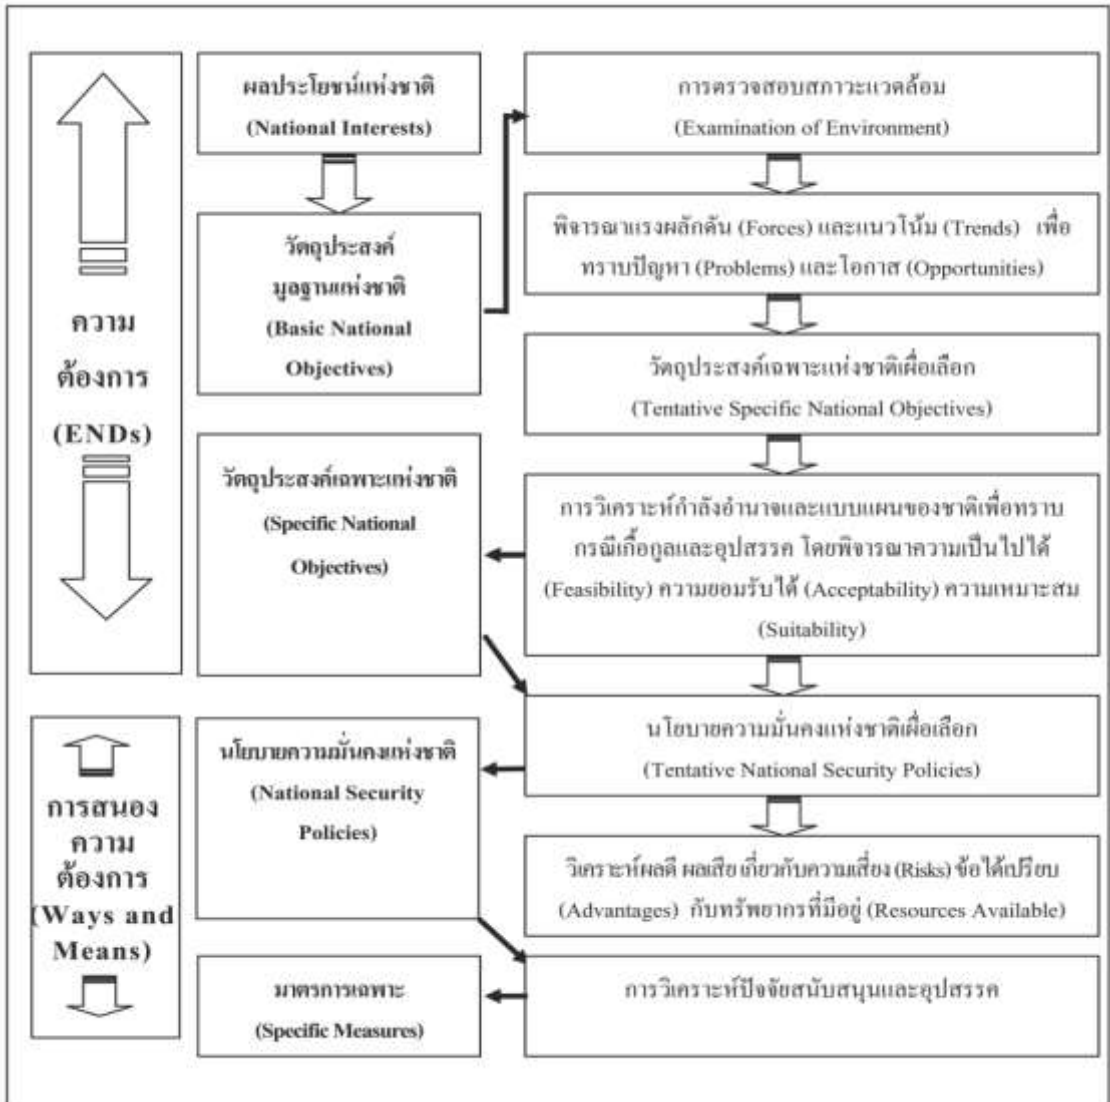 ความ
ต้องการ
(ENDs)
การสนอง
ความ
ต้องการ
(Ways and
Means)
ผลประโยชน์แห่งชาติ
(National Interests)
วัตถุประสงค์
มูลฐานแห่งชาติ
(Basic National
Objectives)
วัตถุประสงค์เฉพาะแห่งชาติ
(Specific National
Objectives)
นโยบายความมั่นคงแห่งชาติ
(National Security
Policies)
มาตรการเฉพาะ
(Specific Measures)
การตรวจสอบสภาวะแวดล้อม
(Examination of Environment)
พิจารณาแรงผลักดัน (Forces) และแนวโน้ม (Trends) เพื่อ
ทราบปัญหา (Problems) และโอกาส (Opportunities)
วัตถุประสงค์เฉพาะแห่งชาติเผื่อเลือก
(Tentative Specific National Objectives)
การวิเคราะห์กำลังอำนาจและแบบแผนของชาติเพื่อทราบ
กรณีเกื้อกูลและอุปสรรค โดยพิจารณาความเป็นไปได้
(Feasibility) ความยอมรับได้ (Acceptability) ความเหมาะสม
(Suitability)
นโยบายความมั่นคงแห่งชาติเผื่อเลือก
(Tentative National Security Policies)
วิเคราะห์ผลดี ผลเสีย เกี่ยวกับความเสี่ยง (Risks) ข้อได้เปรียบ
(Advantages) กับทรัพยากรที่มีอยู่ (Resources Available)
การวิเคราะห์ปัจจัยสนับสนุนและอุปสรรค